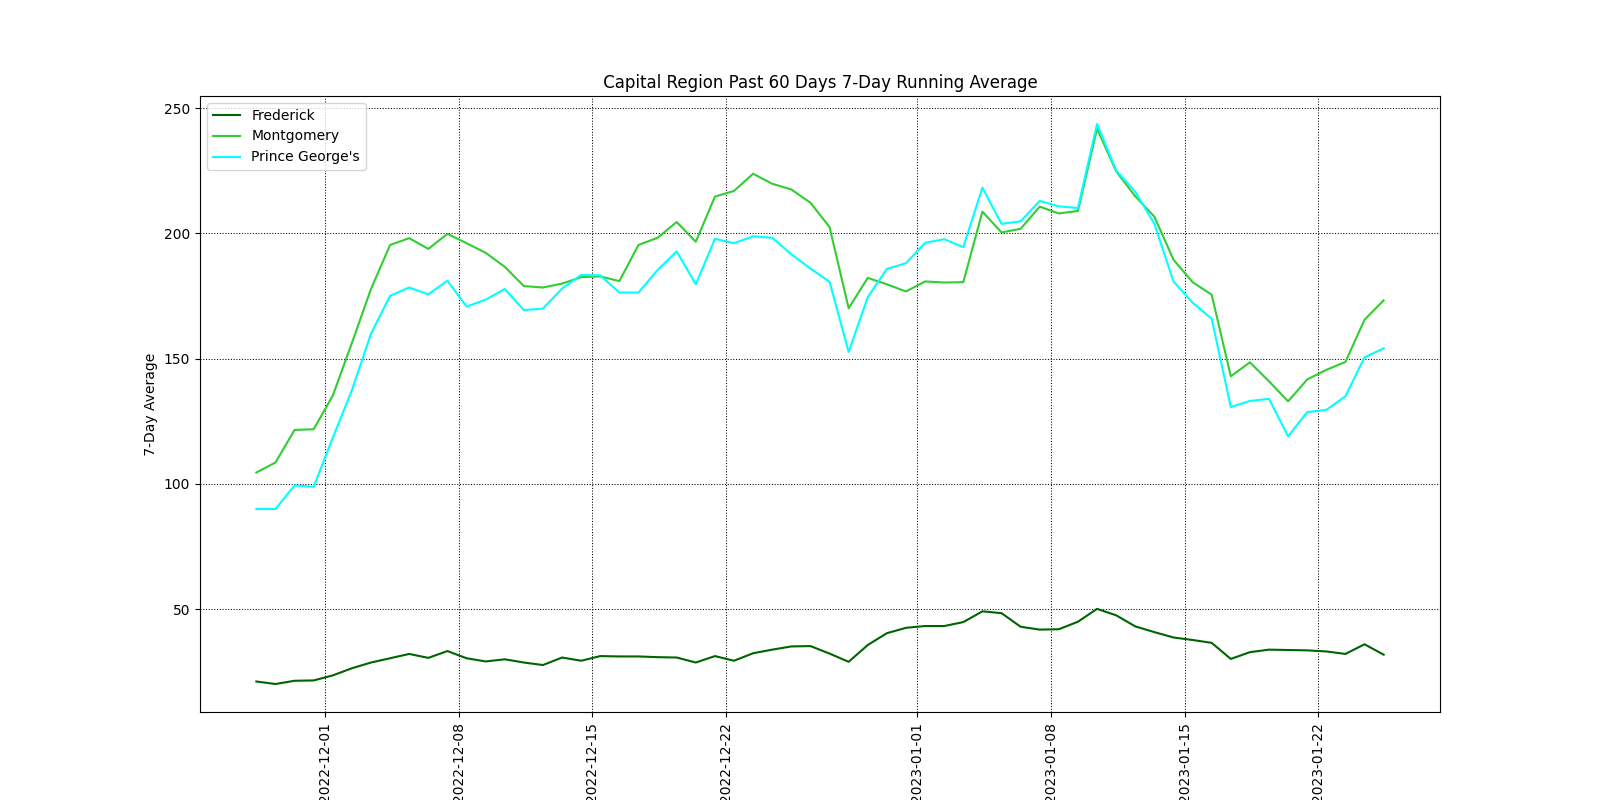 Capital Region Past 60 Days 7-Day Running Average
Frederick
Montgomery
Prince George's
7-Day Average
250
200
150
100
50
2022-12-01
2022-12-08
2022-12-15
2022-12-22
2023-01-01
2023-01-08
2023-01-15
2023-01-22